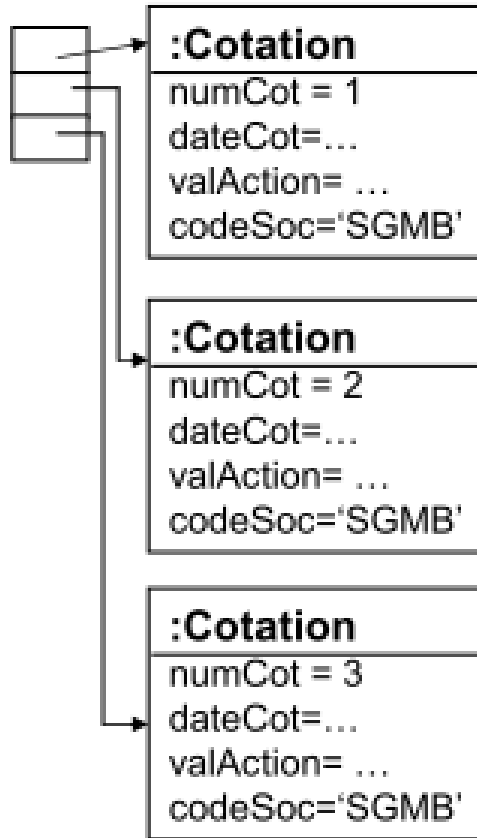 :Cotation
numCot = 1
dateCot=...
valAction= ...
codeSoc=‘SGMB’
:Cotation
numCot = 2
dateCot=...
valAction= ...
codeSoc=‘SGMB’
:Cotation
numCot = 3
dateCot=...
valAction= ...
codeSoc=‘SGMB’